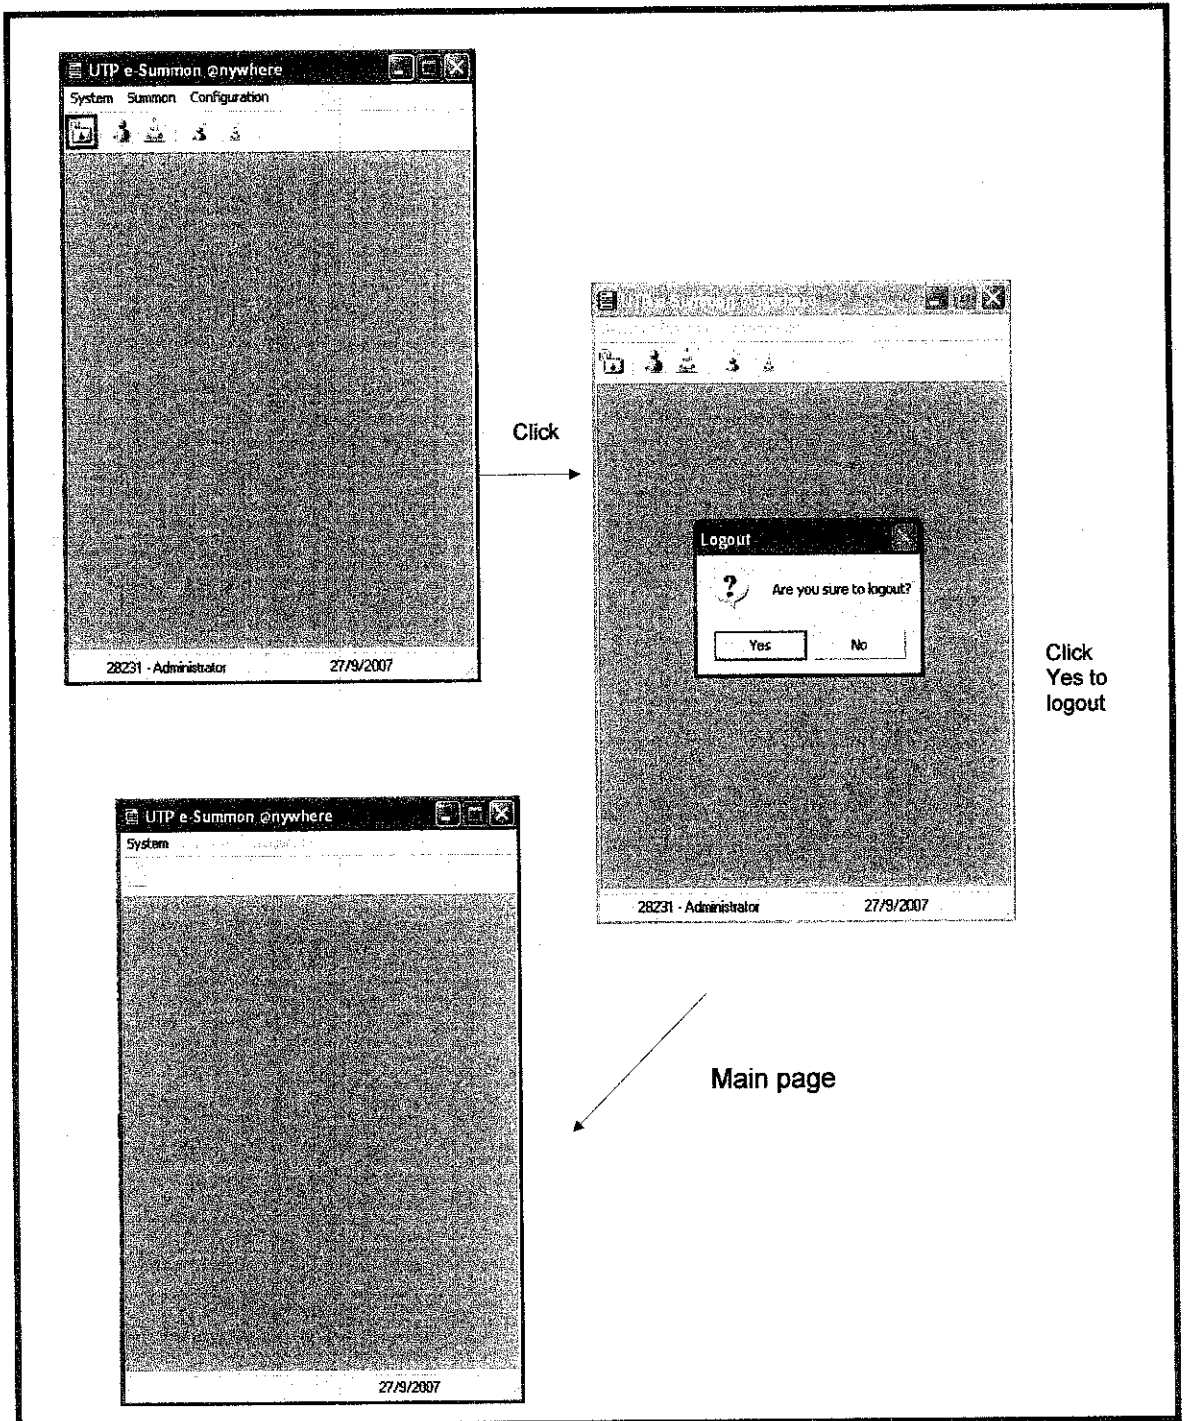 UTP e-Summon @nywhere
System Summon Configuration
28231 - Administrator 27/9/2007
Click
Logout
Are you sure to logout?
Yes No
28231 - Administrator 27/9/2007
Click
Yes to
logout
UTP e-Summon @nywhere
System
27/9/2007
Main page